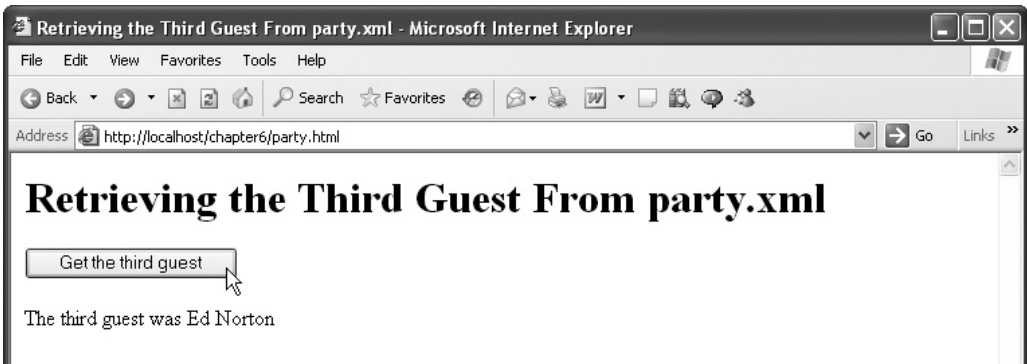 Retrieving the Third Guest From party.xml - Microsoft Internet Explorer
File Edit View Favorites Tools Help
Back Search Favorites
Address http://localhost/chapter6/party.html Go Links »
Retrieving the Third Guest From party.xml
Get the third guest
The third guest was Ed Norton